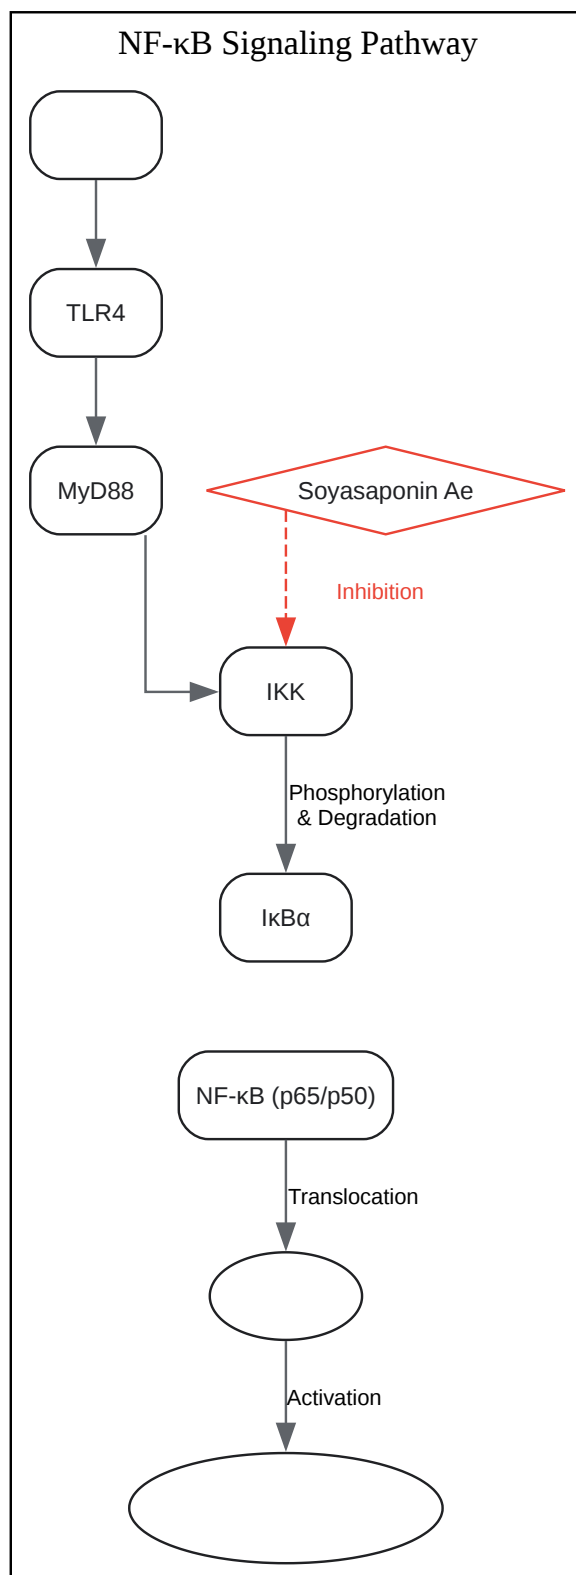 NF-κB Signaling Pathway
TLR4
MyD88
Soyasaponin Ae
Inhibition
IKK
Phosphorylation
& Degradation
IκBα
NF-κB (p65/p50)
Translocation
Activation